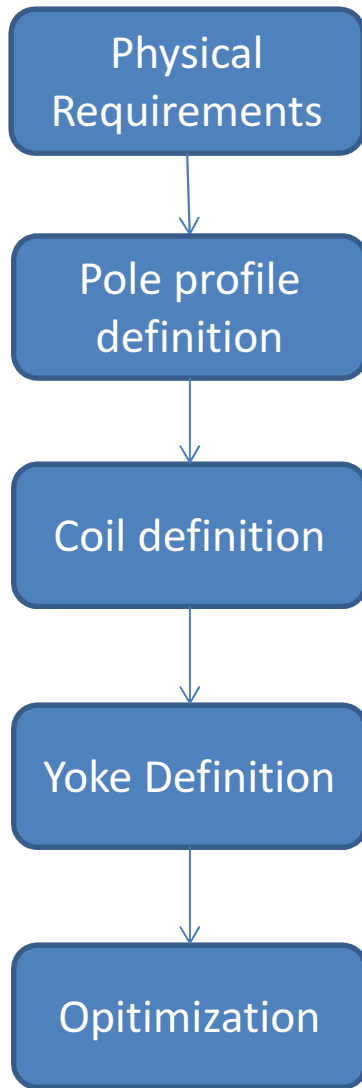 Physical
Requirements
Pole profile
definition
Coil definition
Yoke Definition
Opitimization